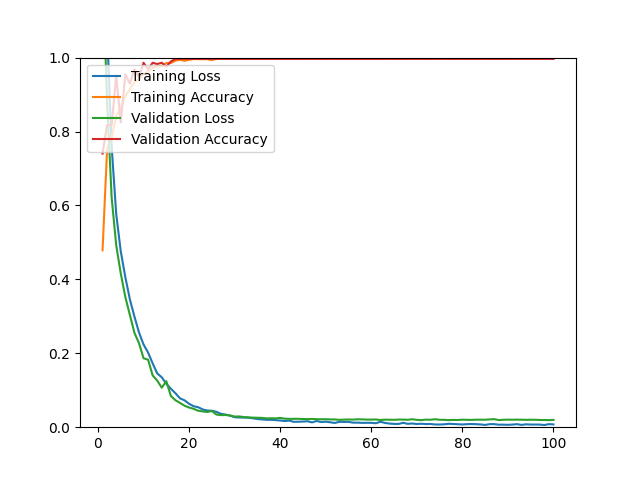 1.0
0.8
0.6
0.4
0.2
0.0
Training Loss
Training Accuracy
Validation Loss
Validation Accuracy
0 20 40 60 80 100